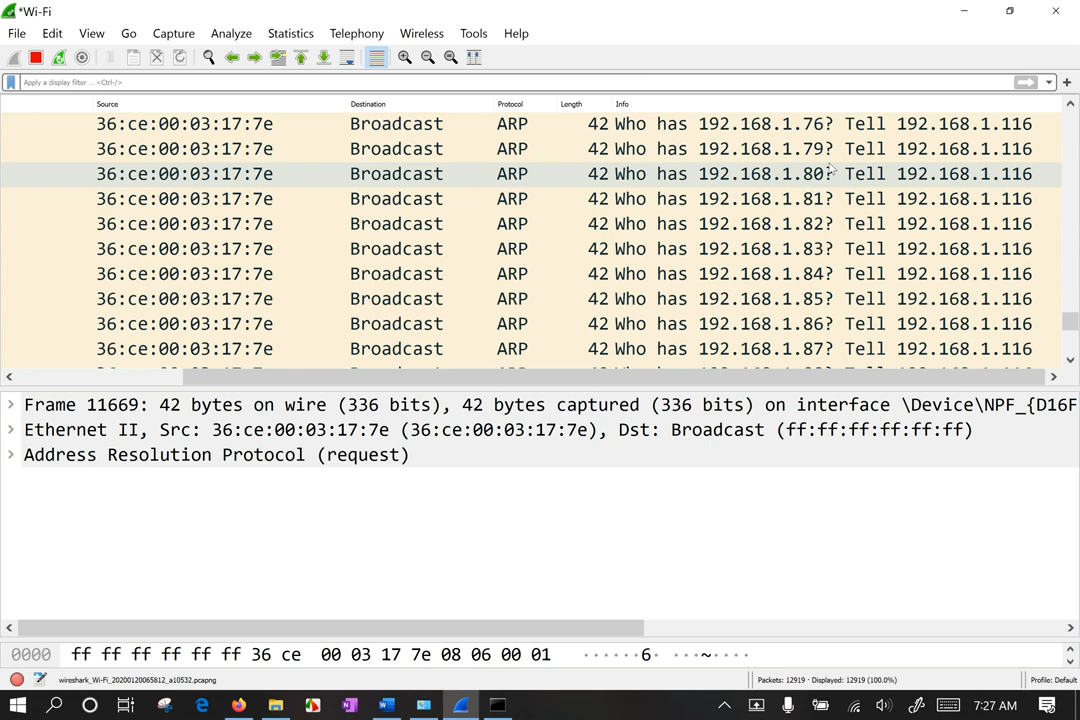 *Wi-Fi
File Edit View Go Capture Analyze Statistics Telephony Wireless Tools Help
Apply a display filter ... <Ctrl-/>
Source Destination Protocol Length Info
36:ce:00:03:17:7e Broadcast ARP 42 Who has 192.168.1.76? Tell 192.168.1.116
36:ce:00:03:17:7e Broadcast ARP 42 Who has 192.168.1.79? Tell 192.168.1.116
36:ce:00:03:17:7e Broadcast ARP 42 Who has 192.168.1.80? Tell 192.168.1.116
36:ce:00:03:17:7e Broadcast ARP 42 Who has 192.168.1.81? Tell 192.168.1.116
36:ce:00:03:17:7e Broadcast ARP 42 Who has 192.168.1.82? Tell 192.168.1.116
36:ce:00:03:17:7e Broadcast ARP 42 Who has 192.168.1.83? Tell 192.168.1.116
36:ce:00:03:17:7e Broadcast ARP 42 Who has 192.168.1.84? Tell 192.168.1.116
36:ce:00:03:17:7e Broadcast ARP 42 Who has 192.168.1.85? Tell 192.168.1.116
36:ce:00:03:17:7e Broadcast ARP 42 Who has 192.168.1.86? Tell 192.168.1.116
36:ce:00:03:17:7e Broadcast ARP 42 Who has 192.168.1.87? Tell 192.168.1.116
Frame 11669: 42 bytes on wire (336 bits), 42 bytes captured (336 bits) on interface \Device\NPF_{D16F
Ethernet II, Src: 36:ce:00:03:17:7e (36:ce:00:03:17:7e), Dst: Broadcast (ff:ff:ff:ff:ff:ff)
Address Resolution Protocol (request)
0000 ff ff ff ff ff ff 36 ce 00 03 17 7e 08 06 00 01 ······6· ···~····
wireshark_Wi-Fi_20200120065812_a10532.pcapng Packets: 12919 · Displayed: 12919 (100.0%) Profile: Default
7:27 AM